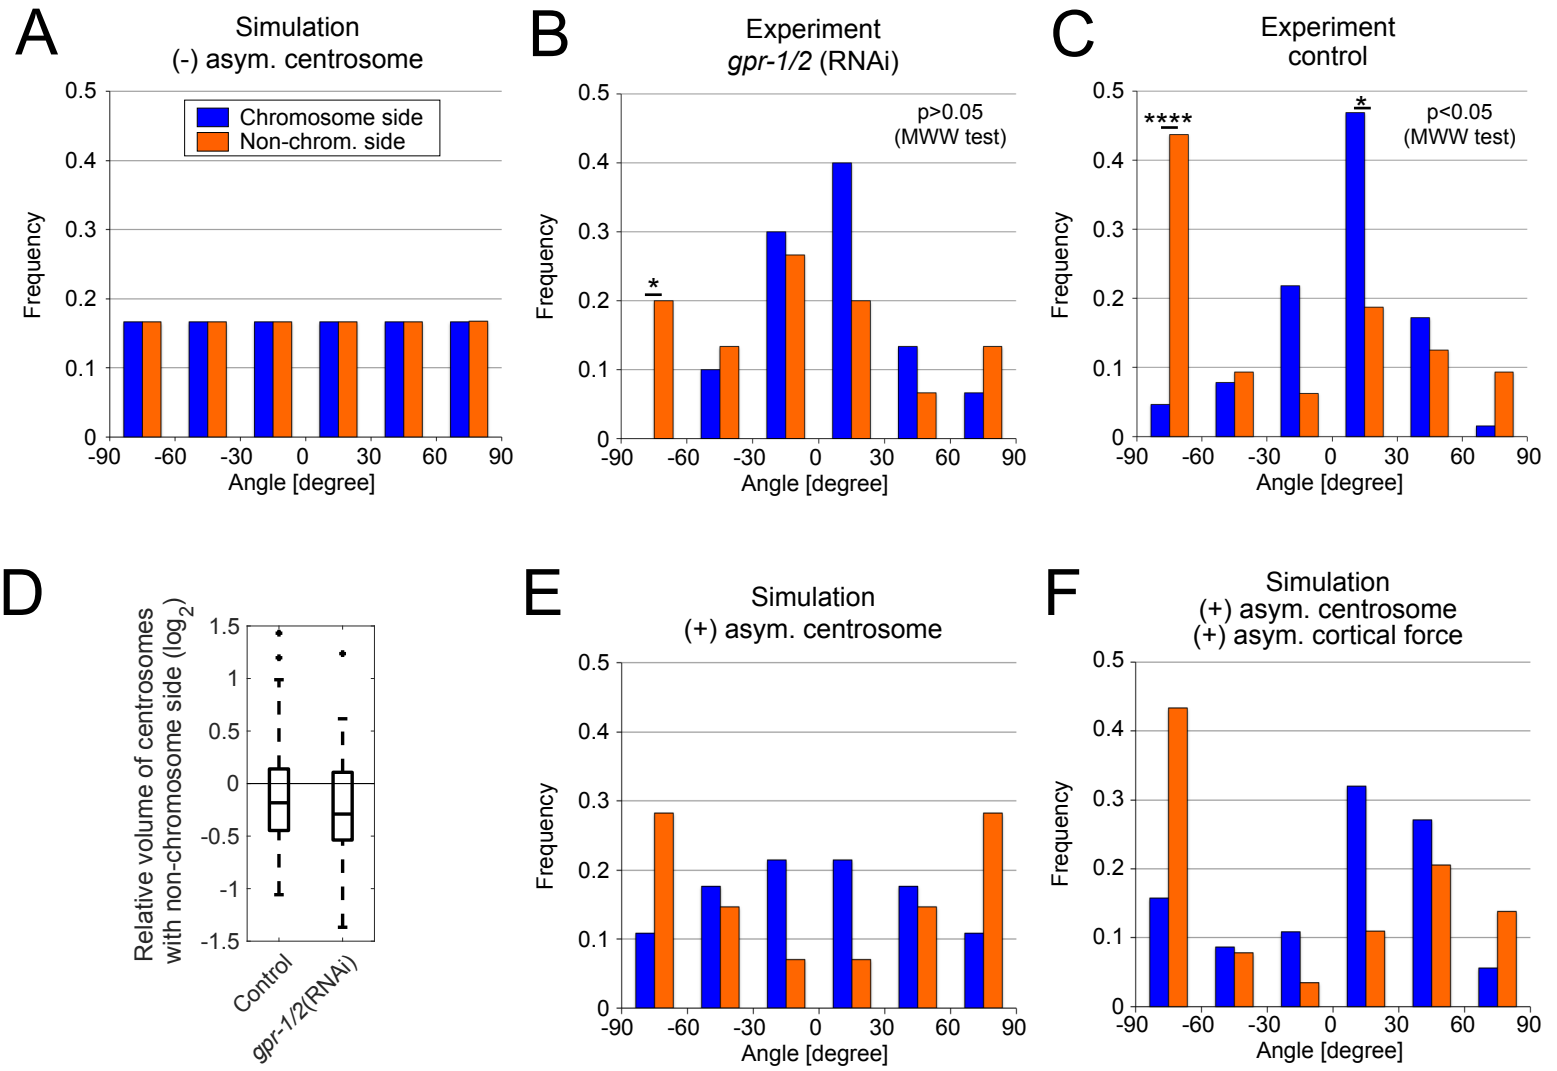 A
Simulation
(-) asym. centrosome
0.5
0.4
0.3
0.2
0.1
0
Frequency
Chromosome side
Non-chrom. side
-90 -60 -30 0 30 60 90
Angle [degree]
B
Experiment
gpr-1/2 (RNAi)
0.5
0.4
0.3
0.2
0.1
0
Frequency
p>0.05
(MWW test)
*
-90 -60 -30 0 30 60 90
Angle [degree]
C
Experiment
control
0.5
0.4
0.3
0.2
0.1
0
Frequency
****
*
p<0.05
(MWW test)
-90 -60 -30 0 30 60 90
Angle [degree]
D
Relative volume of centrosomes
with non-chromosome side (log2)
1.5
1
0.5
0
-0.5
-1
-1.5
Control
gpr-1/2(RNAi)
E
Simulation
(+) asym. centrosome
0.5
0.4
0.3
0.2
0.1
0
Frequency
-90 -60 -30 0 30 60 90
Angle [degree]
F
Simulation
(+) asym. centrosome
(+) asym. cortical force
0.5
0.4
0.3
0.2
0.1
0
Frequency
-90 -60 -30 0 30 60 90
Angle [degree]